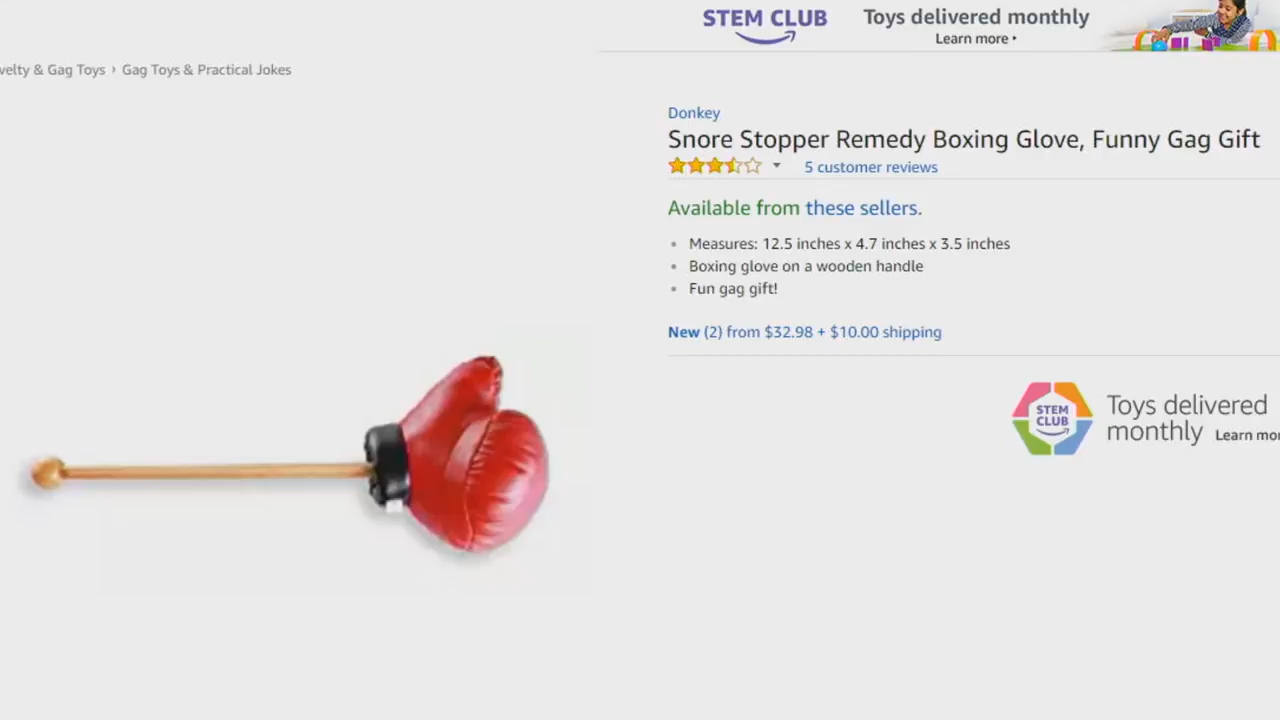 STEM CLUB
Toys delivered monthly
Learn more
velty & Gag Toys › Gag Toys & Practical Jokes
Donkey
Snore Stopper Remedy Boxing Glove, Funny Gag Gift
5 customer reviews
Available from these sellers.
• Measures: 12.5 inches x 4.7 inches x 3.5 inches
• Boxing glove on a wooden handle
• Fun gag gift!
New (2) from $32.98 + $10.00 shipping
STEM
CLUB
Toys delivered
monthly Learn mo